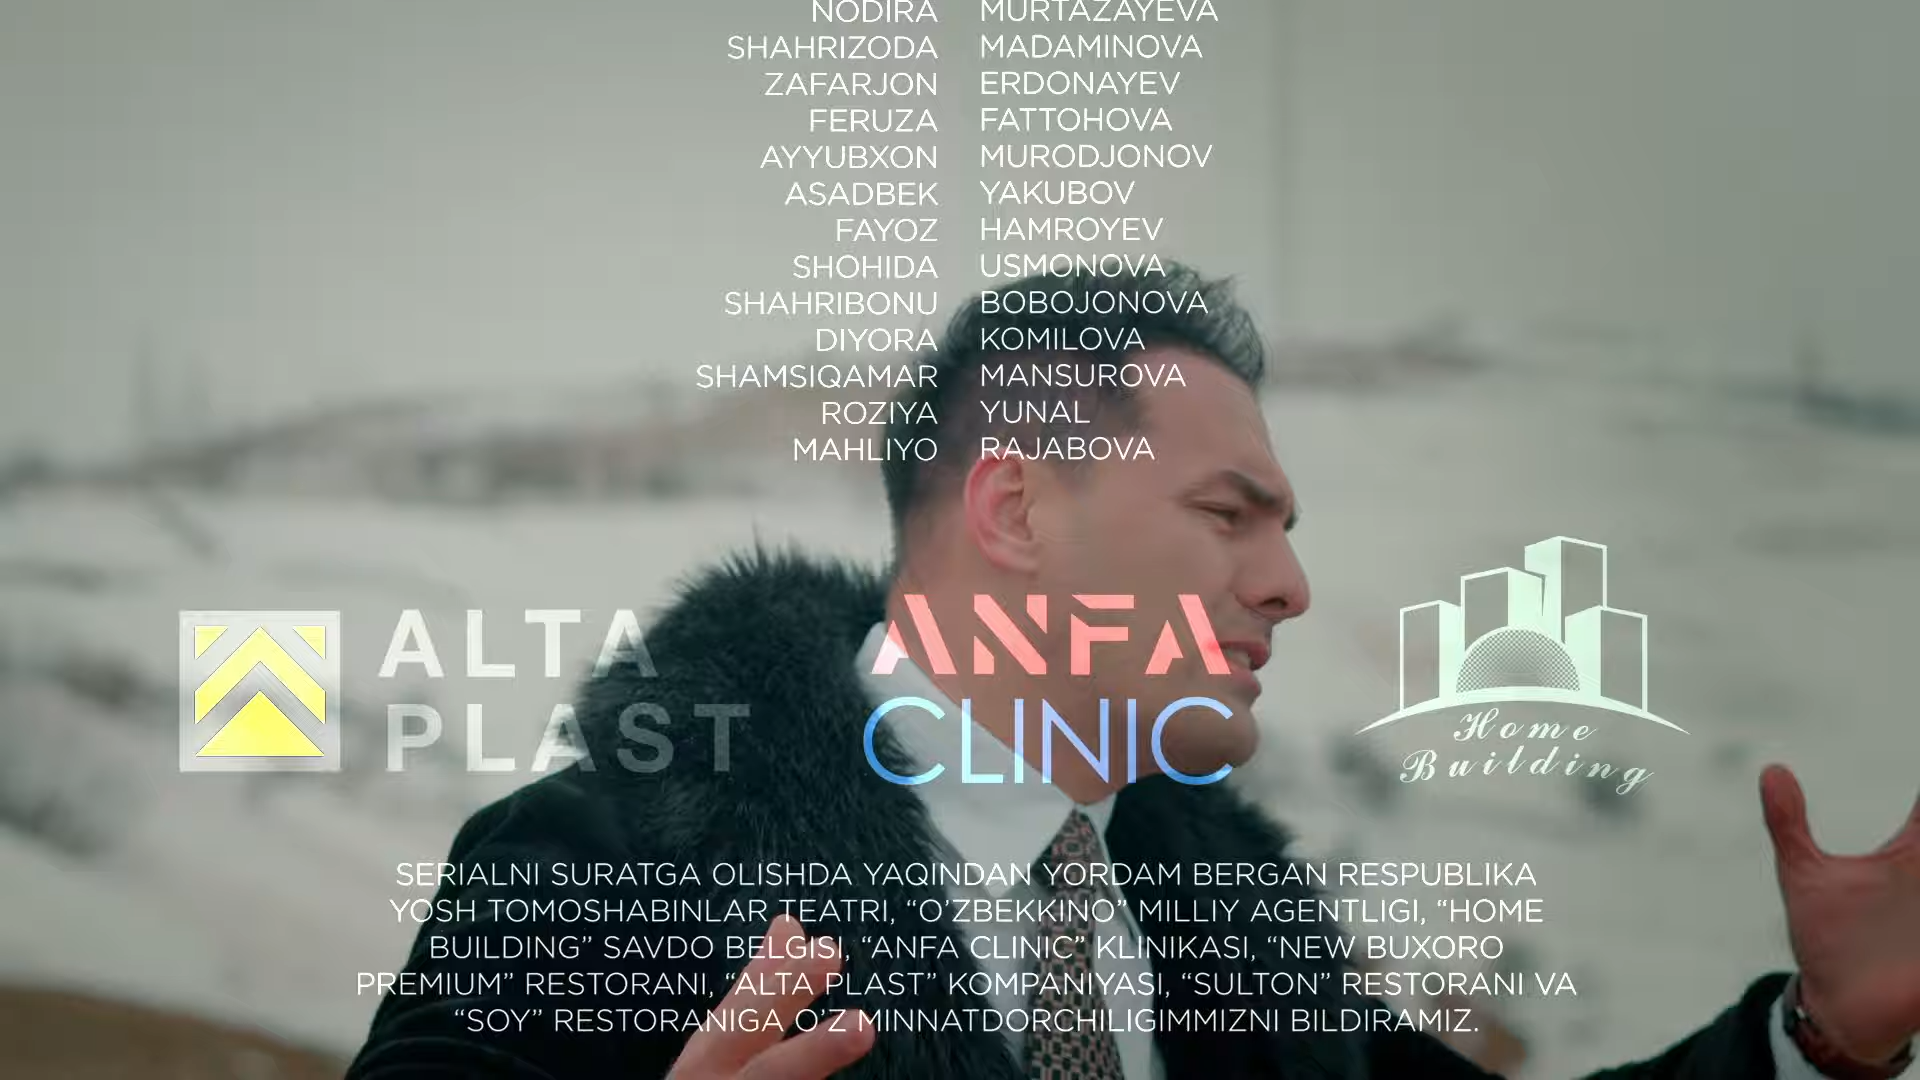 NODIRA MURTAZAYEVA
SHAHRIZODA MADAMINOVA
ZAFARJON ERDONAYEV
FERUZA FATTOHOVA
AYYUBXON MURODJONOV
ASADBEK YAKUBOV
FAYOZ HAMROYEV
SHOHIDA USMONOVA
SHAHRIBONU BOBOJONOVA
DIYORA KOMILOVA
SHAMSIQAMAR MANSUROVA
ROZIYA YUNAL
MAHLIYO RAJABOVA
ALTA
PLAST
ANFA
CLINIC
Home
Building
SERIALNI SURATGA OLISHDA YAQINDAN YORDAM BERGAN RESPUBLIKA
YOSH TOMOSHABINLAR TEATRI, “O’ZBEKKINO” MILLIY AGENTLIGI, “HOME
BUILDING” SAVDO BELGISI, “ANFA CLINIC” KLINIKASI, “NEW BUXORO
PREMIUM” RESTORANI, “ALTA PLAST” KOMPANIYASI, “SULTON” RESTORANI VA
“SOY” RESTORANIGA O’Z MINNATDORCHILIGIMMIZNI BILDIRAMIZ.